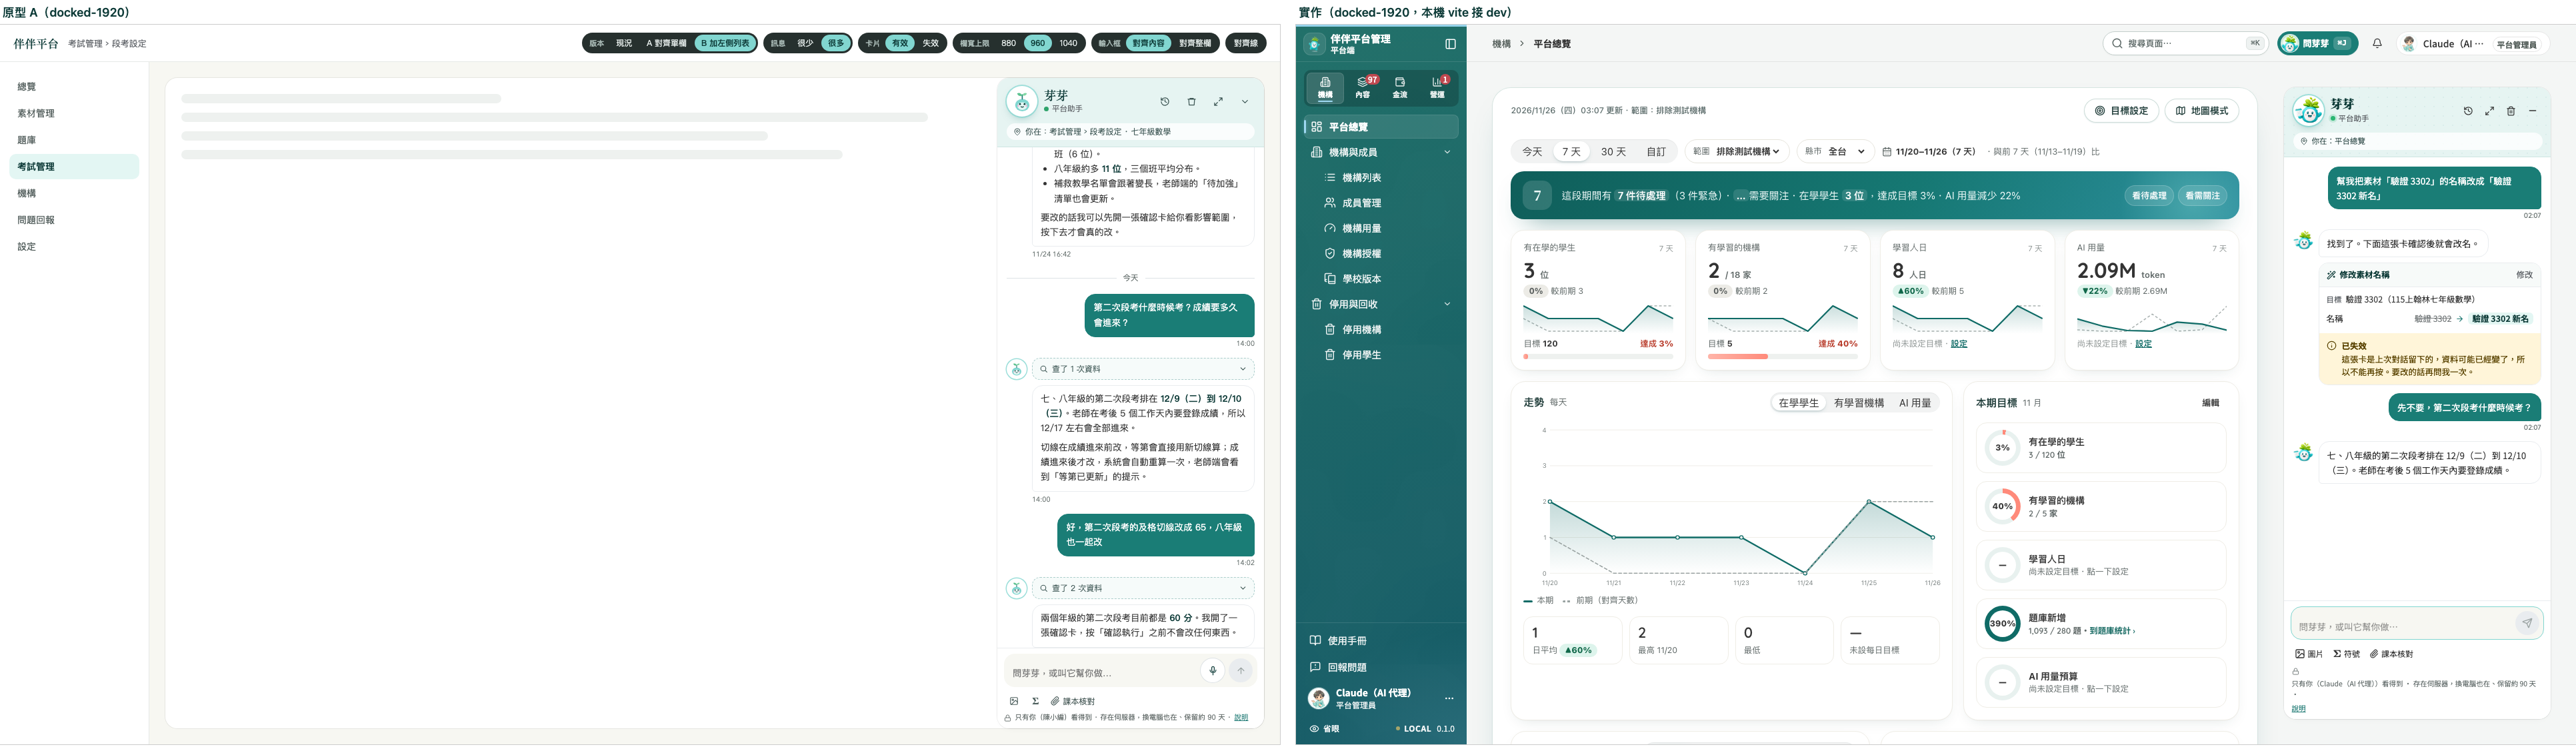 原型 A（docked-1920）
伴伴平台
考試管理 › 段考設定
版本 現況 A 對齊單欄 B 加左側列表
訊息 很少 很多
卡片 有效 失效
欄寬上限 880 960 1040
輸入框 對齊內容 對齊整欄
對齊線
總覽
素材管理
題庫
考試管理
機構
問題回報
設定
芽芽
平台助手
你在：考試管理 › 段考設定 · 七年級數學
班（6 位）。
八年級約多 11 位，三個班平均分布。
補救教學名單會跟著變長，老師端的「待加強」
清單也會更新。
要改的話我可以先開一張確認卡給你看影響範圍，
按下去才會真的改。
11/24 16:42
今天
第二次段考什麼時候考？成績要多久
會進來？
14:00
查了 1 次資料
七、八年級的第二次段考排在 12/9（二）到 12/10
（三）。老師在考後 5 個工作天內要登錄成績，所以
12/17 左右會全部進來。
切線在成績進來前改，等第會直接用新切線算；成
績進來後才改，系統會自動重算一次，老師端會看
到「等第已更新」的提示。
14:00
好，第二次段考的及格切線改成 65，八年級
也一起改
14:02
查了 2 次資料
兩個年級的第二次段考目前都是 60 分。我開了一
張確認卡，按「確認執行」之前不會改任何東西。
問芽芽，或叫它幫你做…
Σ 課本核對
只有你（陳小編）看得到 · 存在伺服器，換電腦也在、保留約 90 天 · 說明
實作（docked-1920，本機 vite 接 dev）
伴伴平台管理
平台端
機構
內容 97
金流
營運 1
平台總覽
機構與成員
機構列表
成員管理
機構用量
機構授權
學校版本
停用與回收
停用機構
停用學生
使用手冊
回報問題
Claude（AI 代理）
平台管理員
省眼
LOCAL 0.1.0
機構 › 平台總覽
搜尋頁面… ⌘K
問芽芽 ⌘J
Claude（AI … 平台管理員
2026/11/26（四）03:07 更新 · 範圍：排除測試機構
目標設定
地圖模式
今天 7 天 30 天 自訂
範圍 排除測試機構
縣市 全台
11/20–11/26（7 天） · 與前 7 天（11/13–11/19）比
7 這段期間有 7 件待處理（3 件緊急）· … 需要關注 · 在學學生 3 位，達成目標 3% · AI 用量減少 22%
看待處理
看需關注
有在學的學生 7 天
3 位
0% 較前期 3
目標 120 達成 3%
有學習的機構 7 天
2 / 18 家
0% 較前期 2
目標 5 達成 40%
學習人日 7 天
8 人日
▲60% 較前期 5
尚未設定目標 · 設定
AI 用量 7 天
2.09M token
▼22% 較前期 2.69M
尚未設定目標 · 設定
走勢 每天
在學學生 有學習機構 AI 用量
4
3
2
1
0
11/20 11/21 11/22 11/23 11/24 11/25 11/26
本期 前期（對齊天數）
1
日平均 ▲60%
2
最高 11/20
0
最低
—
未設每日目標
本期目標 11 月
編輯
3%
有在學的學生
3 / 120 位
40%
有學習的機構
2 / 5 家
—
學習人日
尚未設定目標 · 點一下設定
390%
題庫新增
1,093 / 280 題 · 到題庫統計 ›
—
AI 用量預算
尚未設定目標 · 點一下設定
芽芽
平台助手
你在：平台總覽
幫我把素材「驗證 3302」的名稱改成「驗證
3302 新名」
02:07
找到了。下面這張卡確認後就會改名。
修改素材名稱 修改
目標 驗證 3302（115上翰林七年級數學）
名稱 驗證 3302 → 驗證 3302 新名
已失效
這張卡是上次對話留下的，資料可能已經變了，所
以不能再按。要改的話再問我一次。
先不要，第二次段考什麼時候考？
02:07
七、八年級的第二次段考排在 12/9（二）到 12/10
（三）。老師在考後 5 個工作天內要登錄成績。
問芽芽，或叫它幫你做…
圖片 Σ 符號 課本核對
只有你（Claude（AI 代理））看得到 · 存在伺服器，換電腦也在、保留約 90 天
·
說明